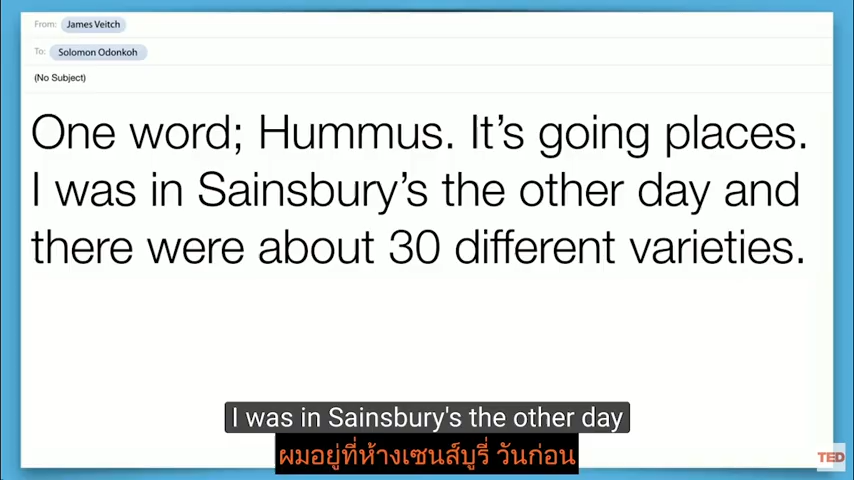 From: James Veitch
To: Solomon Odonkoh
(No Subject)
One word; Hummus. It's going places.
I was in Sainsbury's the other day and
there were about 30 different varieties.
I was in Sainsbury's the other day
ผมอยู่ที่ห้างเซนส์บูรี่ วันก่อน
TED